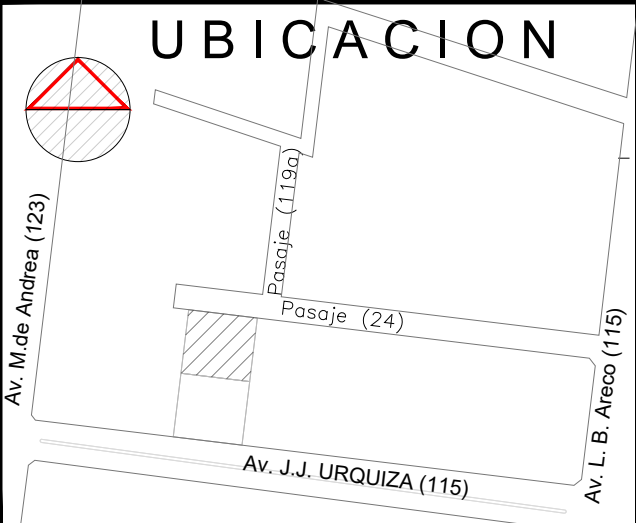 UBICACION
Pasaje (119a)
Av. M.de Andrea (123)
Pasaje (24)
Av. L. B. Areco (115)
Av. J.J. URQUIZA (115)